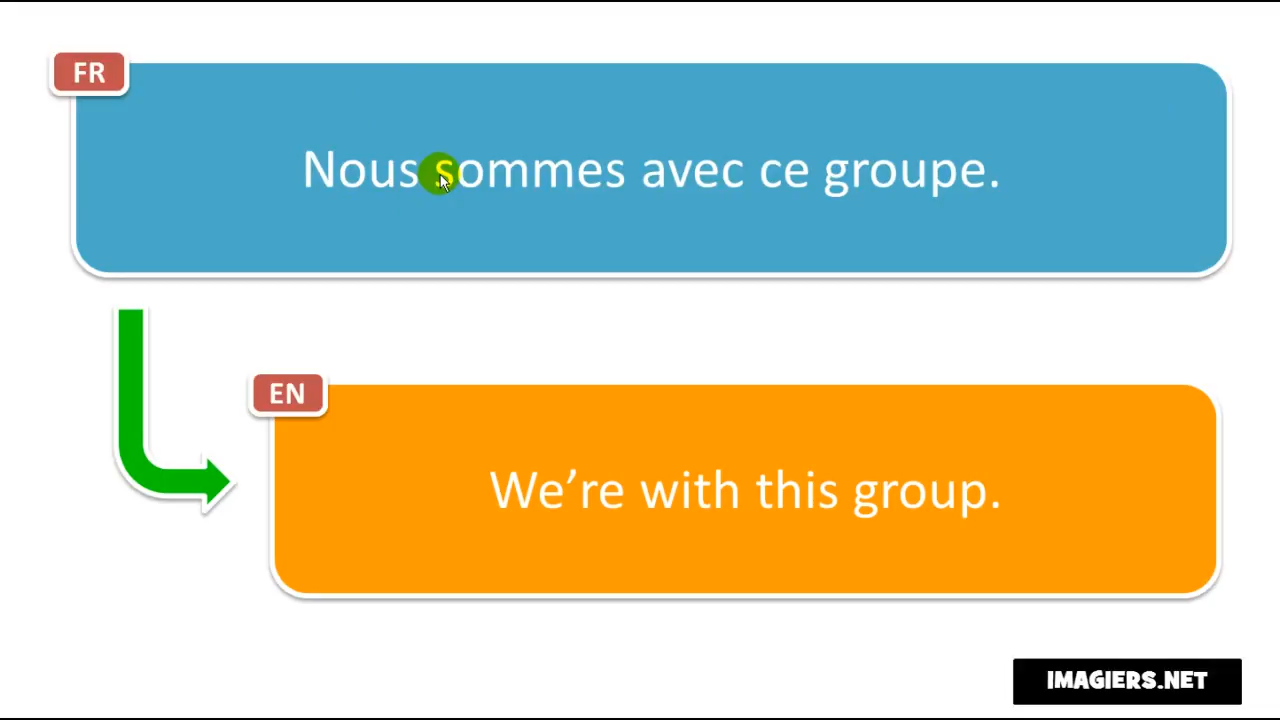 FR
Nous sommes avec ce groupe.
EN
We’re with this group.
IMAGIERS.NET